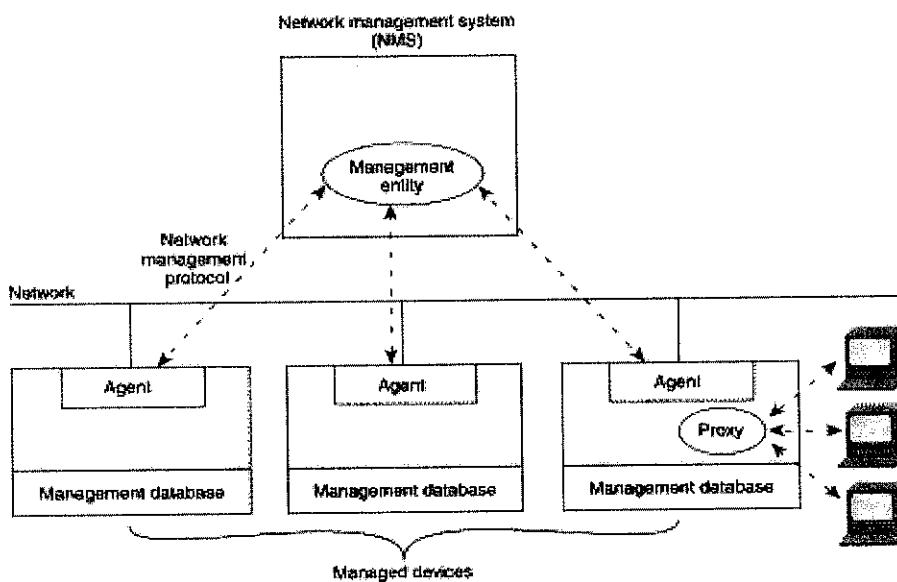 Network management system
(NMS)
Management
entity
Network
management
protocol
Network
Agent
Agent
Agent
Proxy
Management database
Management database
Management database
Managed devices